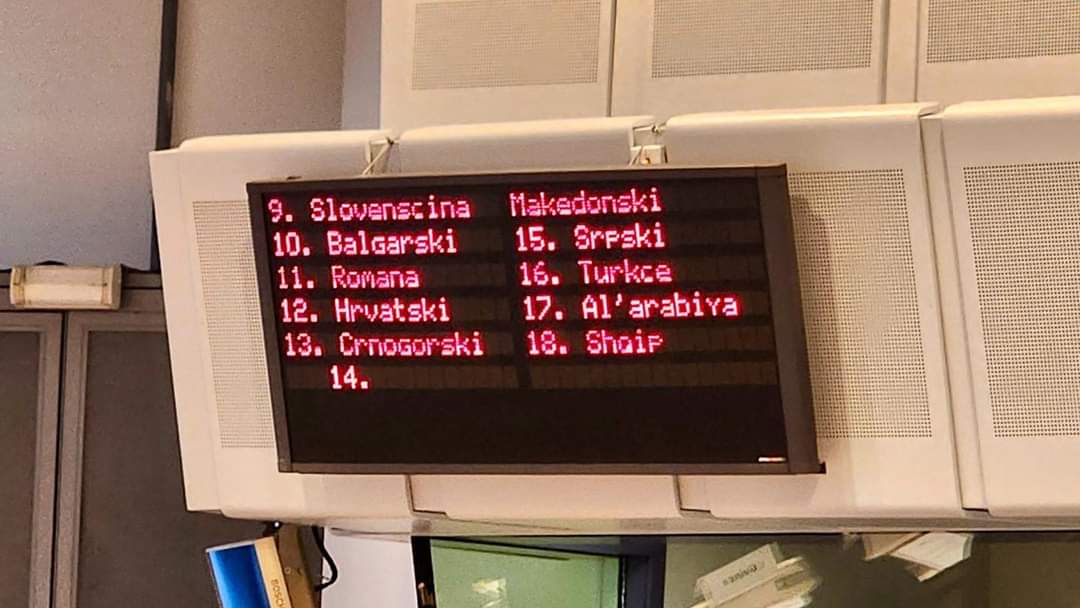 9. Slovenscina
10. Balgarski
11. Romana
12. Hrvatski
13. Crnogorski
14.
Makedonski
15. Srpski
16. Turkce
17. Al'arabiya
18. Shqip